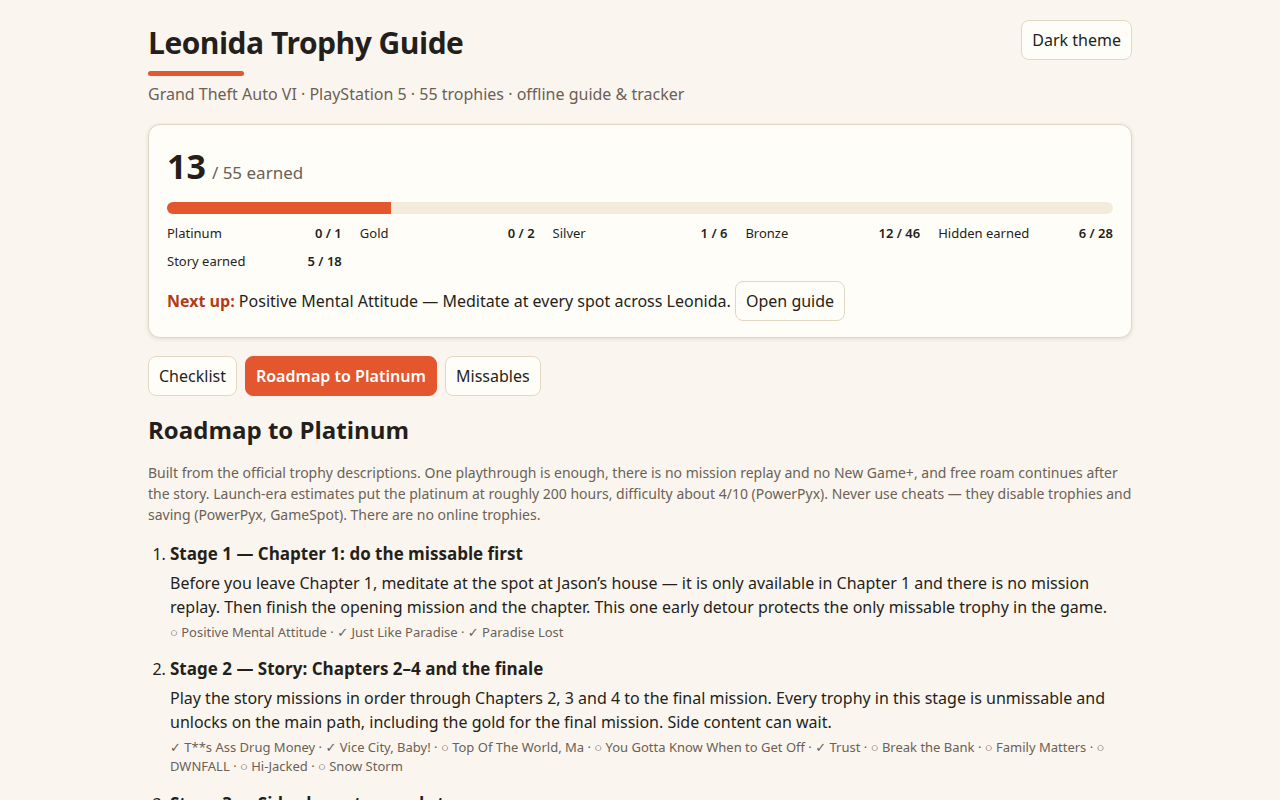 Leonida Trophy Guide
Dark theme
Grand Theft Auto VI · PlayStation 5 · 55 trophies · offline guide & tracker
13 / 55 earned
Platinum 0 / 1 Gold 0 / 2 Silver 1 / 6 Bronze 12 / 46 Hidden earned 6 / 28
Story earned 5 / 18
Next up: Positive Mental Attitude — Meditate at every spot across Leonida. Open guide
Checklist Roadmap to Platinum Missables
Roadmap to Platinum
Built from the official trophy descriptions. One playthrough is enough, there is no mission replay and no New Game+, and free roam continues after
the story. Launch-era estimates put the platinum at roughly 200 hours, difficulty about 4/10 (PowerPyx). Never use cheats — they disable trophies and
saving (PowerPyx, GameSpot). There are no online trophies.
1. Stage 1 — Chapter 1: do the missable first
Before you leave Chapter 1, meditate at the spot at Jason’s house — it is only available in Chapter 1 and there is no mission
replay. Then finish the opening mission and the chapter. This one early detour protects the only missable trophy in the game.
○ Positive Mental Attitude · ✓ Just Like Paradise · ✓ Paradise Lost
2. Stage 2 — Story: Chapters 2–4 and the finale
Play the story missions in order through Chapters 2, 3 and 4 to the final mission. Every trophy in this stage is unmissable and
unlocks on the main path, including the gold for the final mission. Side content can wait.
✓ T**s Ass Drug Money · ✓ Vice City, Baby! · ○ Top Of The World, Ma · ○ You Gotta Know When to Get Off · ✓ Trust · ○ Break the Bank · ○ Family Matters · ○
DWNFALL · ○ Hi-Jacked · ○ Snow Storm